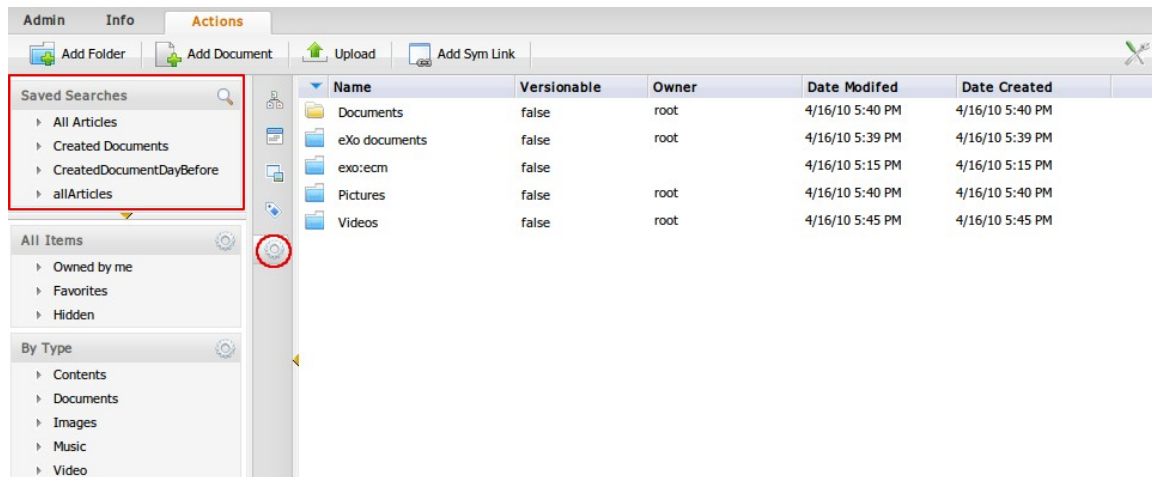 Admin Info Actions
Add Folder Add Document Upload Add Sym Link
Saved Searches
All Articles
Created Documents
CreatedDocumentDayBefore
allArticles
All Items
Owned by me
Favorites
Hidden
By Type
Contents
Documents
Images
Music
Video
Name Versionable Owner Date Modifed Date Created
Documents false root 4/16/10 5:40 PM 4/16/10 5:40 PM
eXo documents false root 4/16/10 5:39 PM 4/16/10 5:39 PM
exo:ecm false 4/16/10 5:15 PM 4/16/10 5:15 PM
Pictures false root 4/16/10 5:40 PM 4/16/10 5:40 PM
Videos false root 4/16/10 5:45 PM 4/16/10 5:45 PM